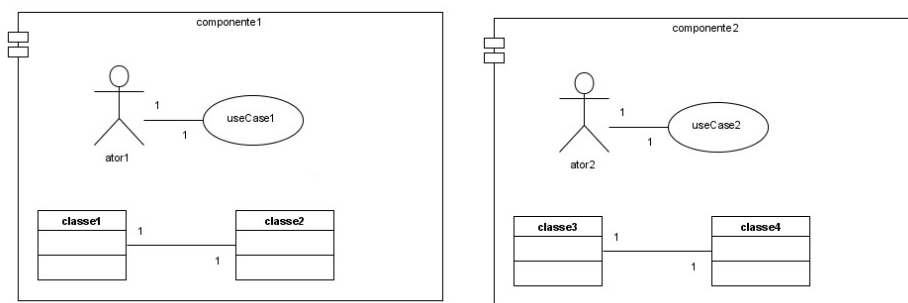 componente1
1
1
useCase1
ator1
classe1
classe2
1
1
componente2
1
1
useCase2
ator2
classe3
classe4
1
1